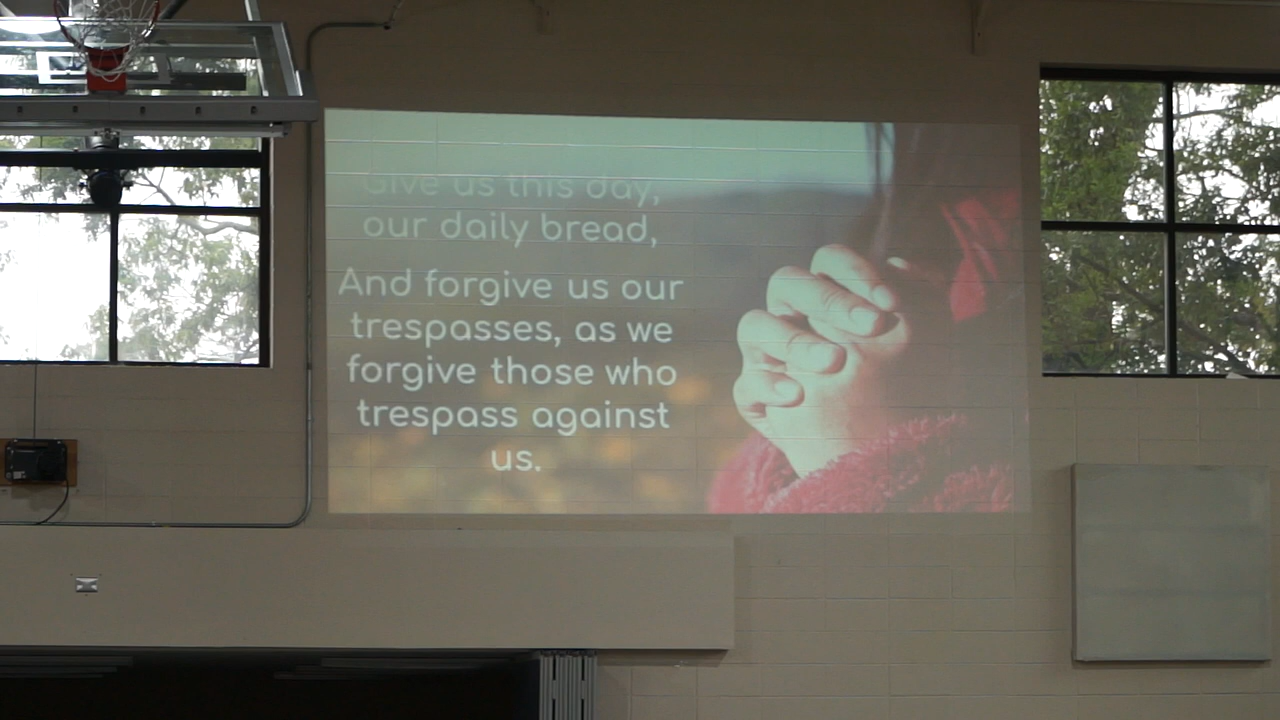 Give us this day,
our daily bread,
And forgive us our
trespasses, as we
forgive those who
trespass against
us.